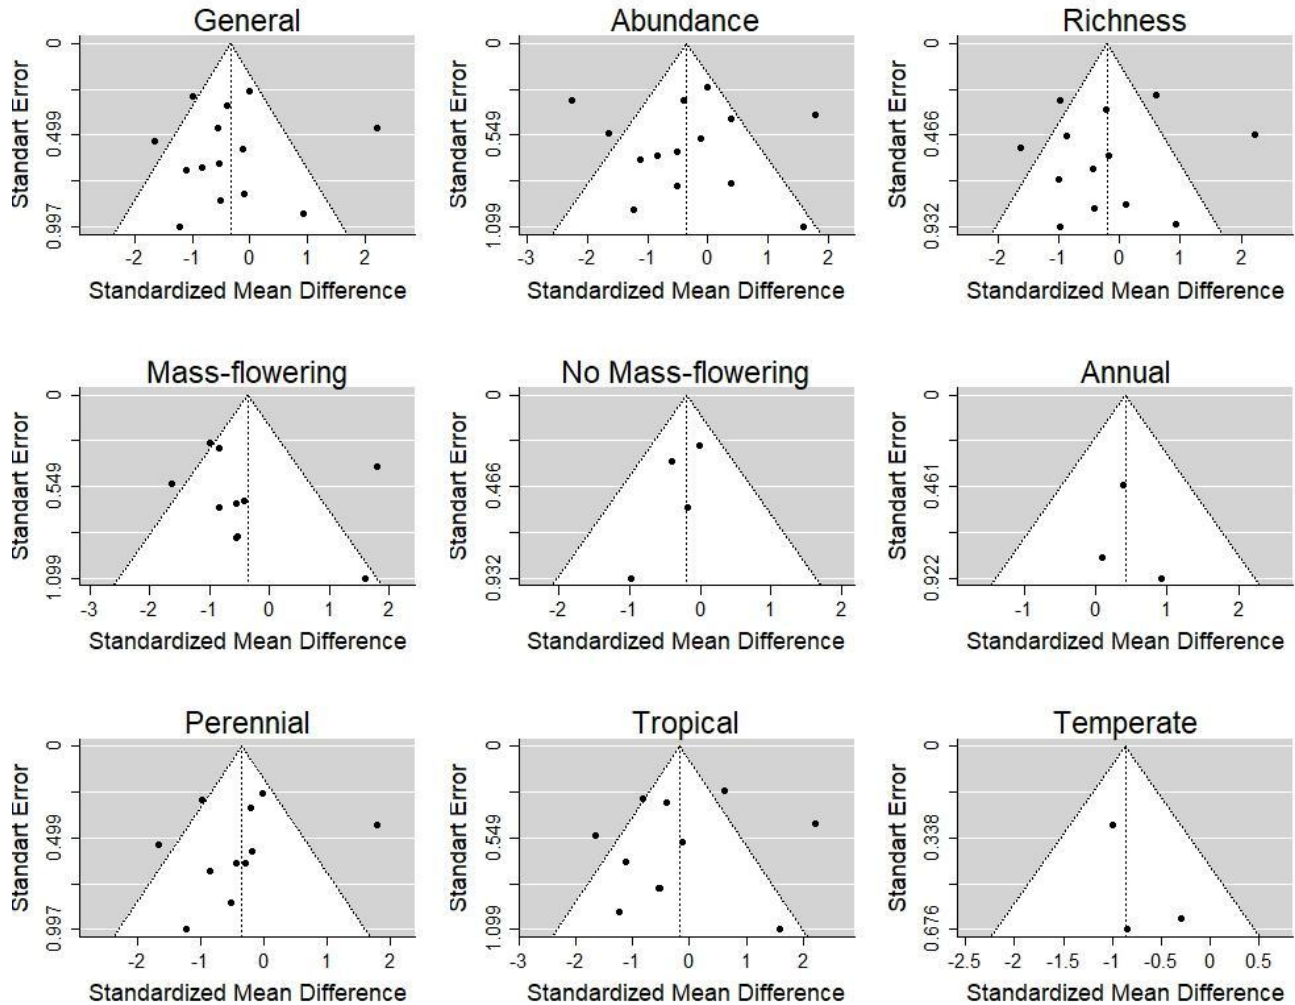 General
Standart Error
0
0.499
0.997
-2 -1 0 1 2
Standardized Mean Difference
Abundance
Standart Error
0
0.549
1.099
-3 -2 -1 0 1 2
Standardized Mean Difference
Richness
Standart Error
0
0.466
0.932
-2 -1 0 1 2
Standardized Mean Difference
Mass-flowering
Standart Error
0
0.549
1.099
-3 -2 -1 0 1 2
Standardized Mean Difference
No Mass-flowering
Standart Error
0
0.466
0.932
-2 -1 0 1 2
Standardized Mean Difference
Annual
Standart Error
0
0.461
0.922
-1 0 1 2
Standardized Mean Difference
Perennial
Standart Error
0
0.499
0.997
-2 -1 0 1 2
Standardized Mean Difference
Tropical
Standart Error
0
0.549
1.099
-3 -2 -1 0 1 2
Standardized Mean Difference
Temperate
Standart Error
0
0.338
0.676
-2.5 -2 -1.5 -1 -0.5 0 0.5
Standardized Mean Difference